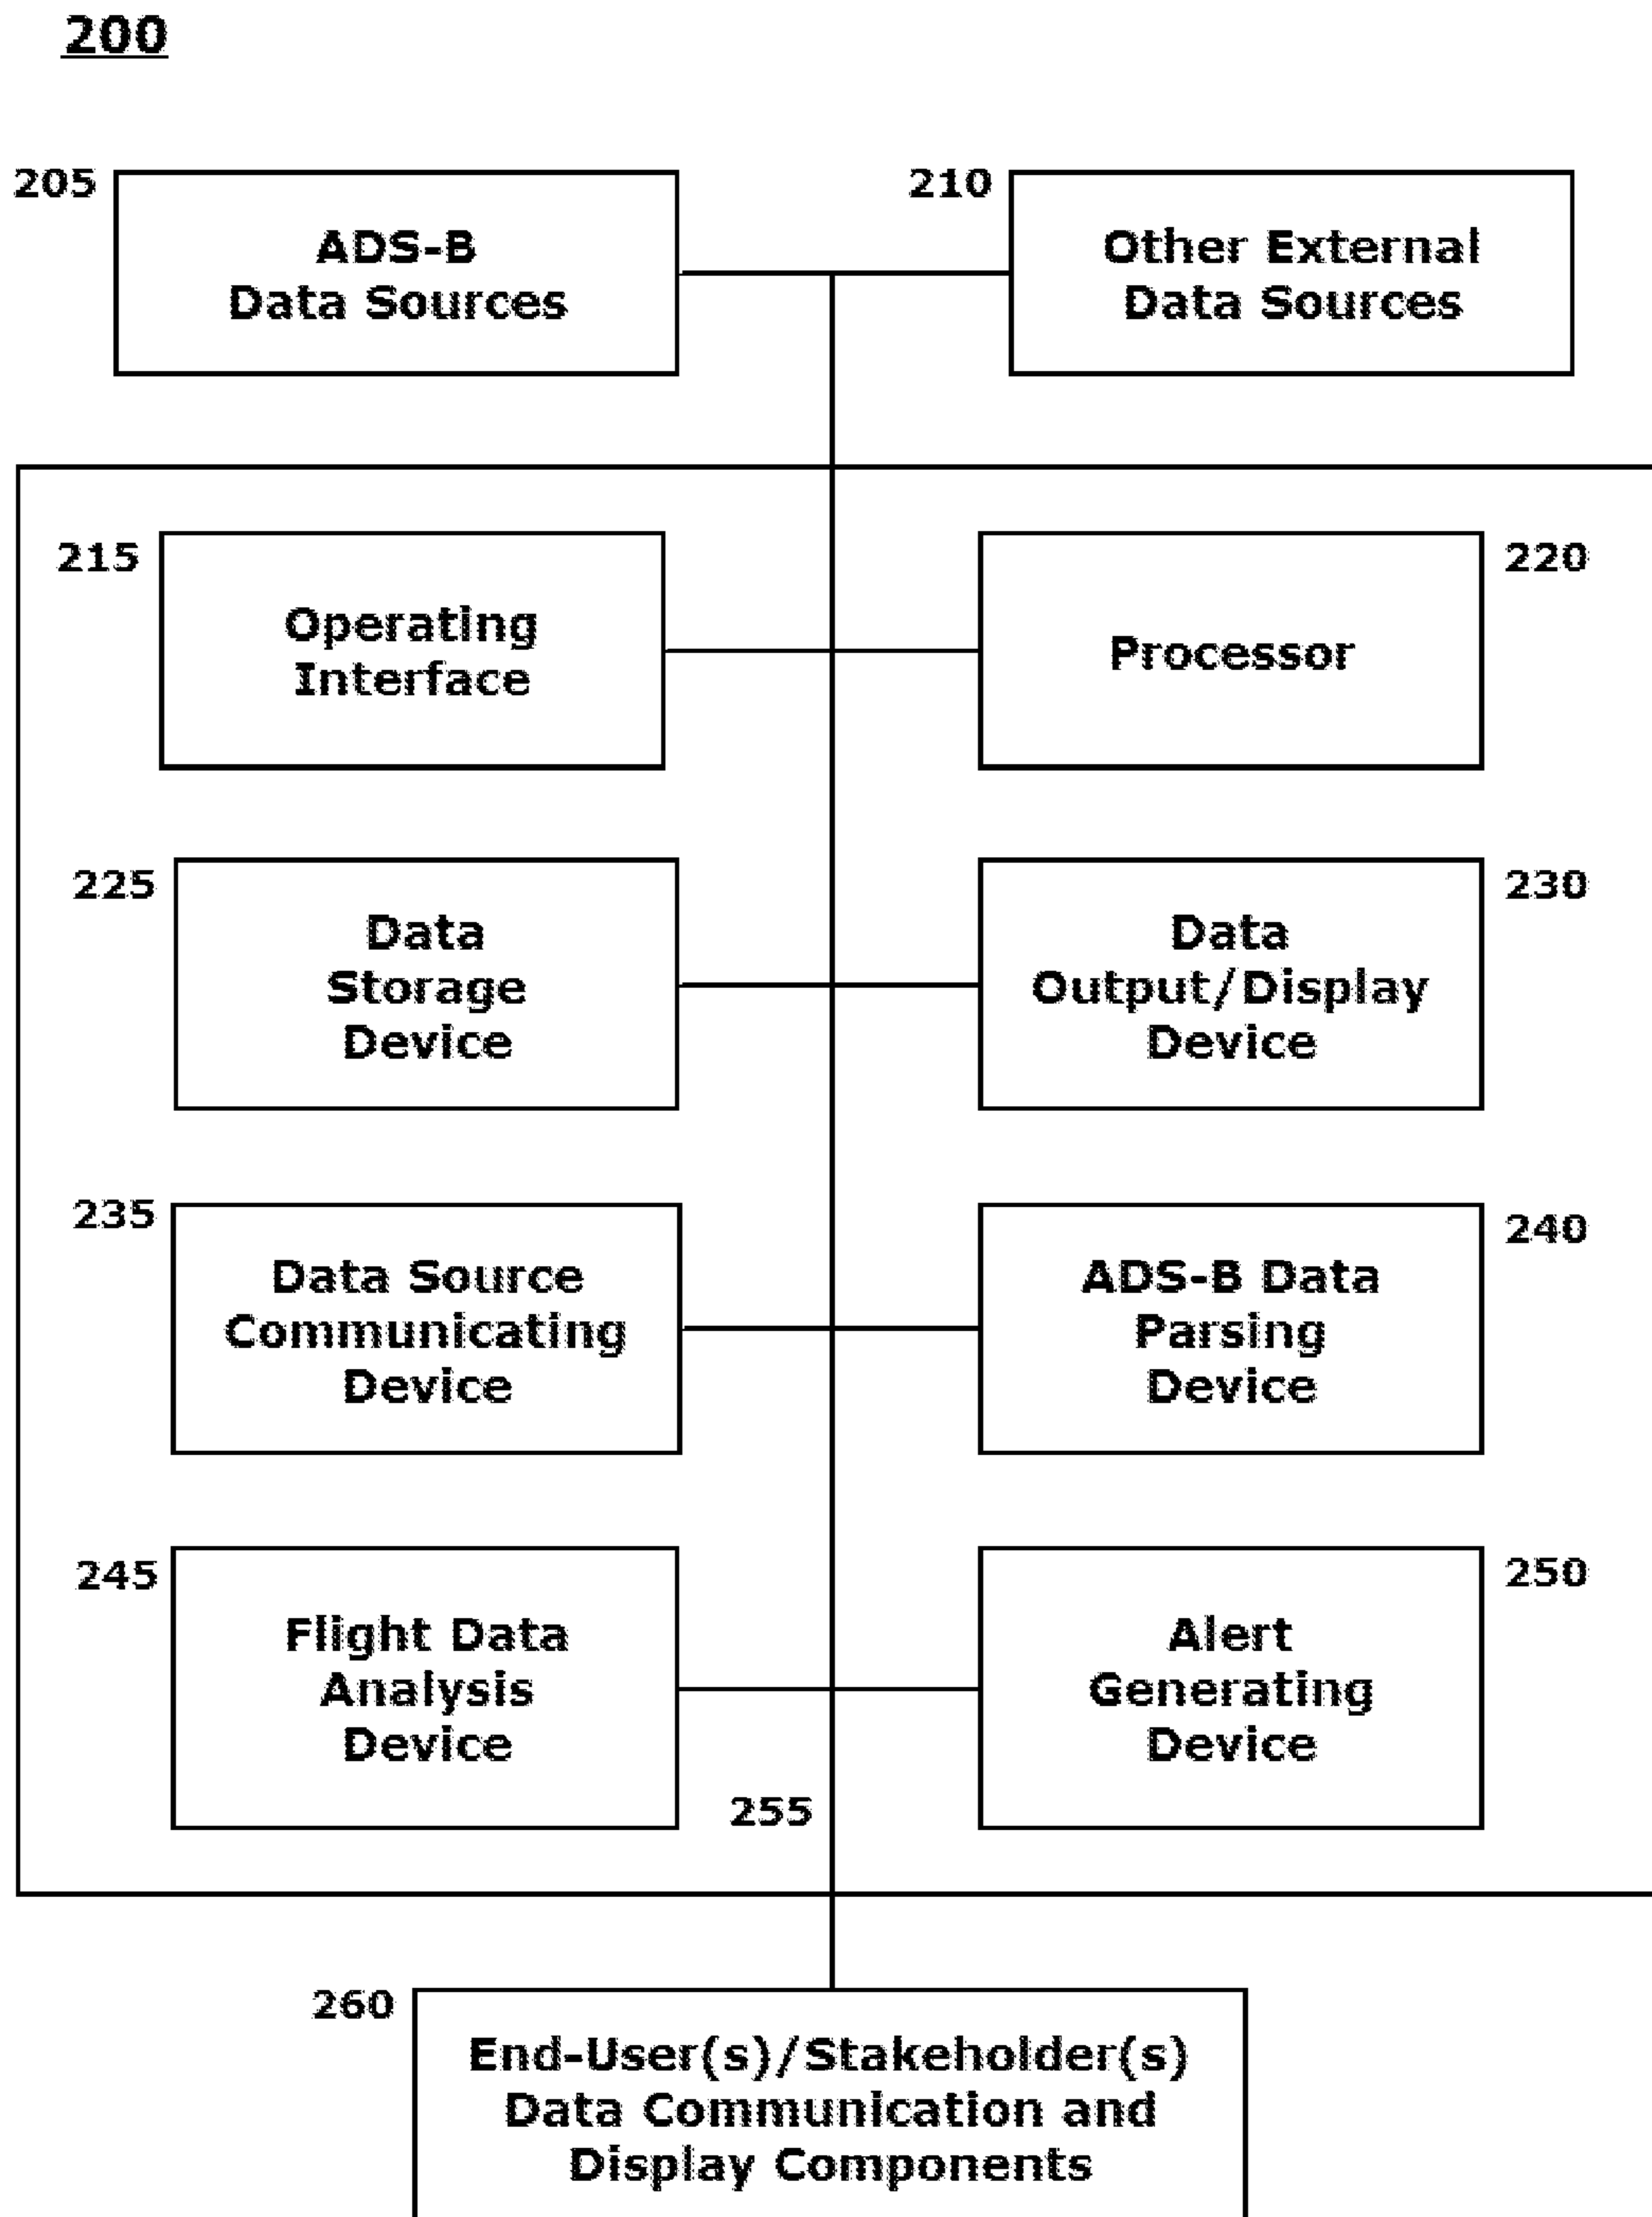 200
205
ADS-B
Data Sources
210
Other External
Data Sources
215
Operating
Interface
220
Processor
225
Data
Storage
Device
230
Data
Output/Display
Device
235
Data Source
Communicating
Device
240
ADS-B Data
Parsing
Device
245
Flight Data
Analysis
Device
250
Alert
Generating
Device
255
260
End-User(s)/Stakeholder(s)
Data Communication and
Display Components